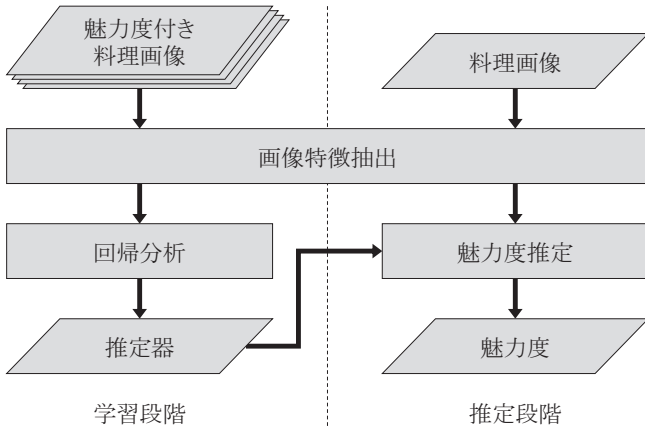 魅力度付き
料理画像
料理画像
画像特徴抽出
回帰分析
魅力度推定
推定器
魅力度
学習段階
推定段階